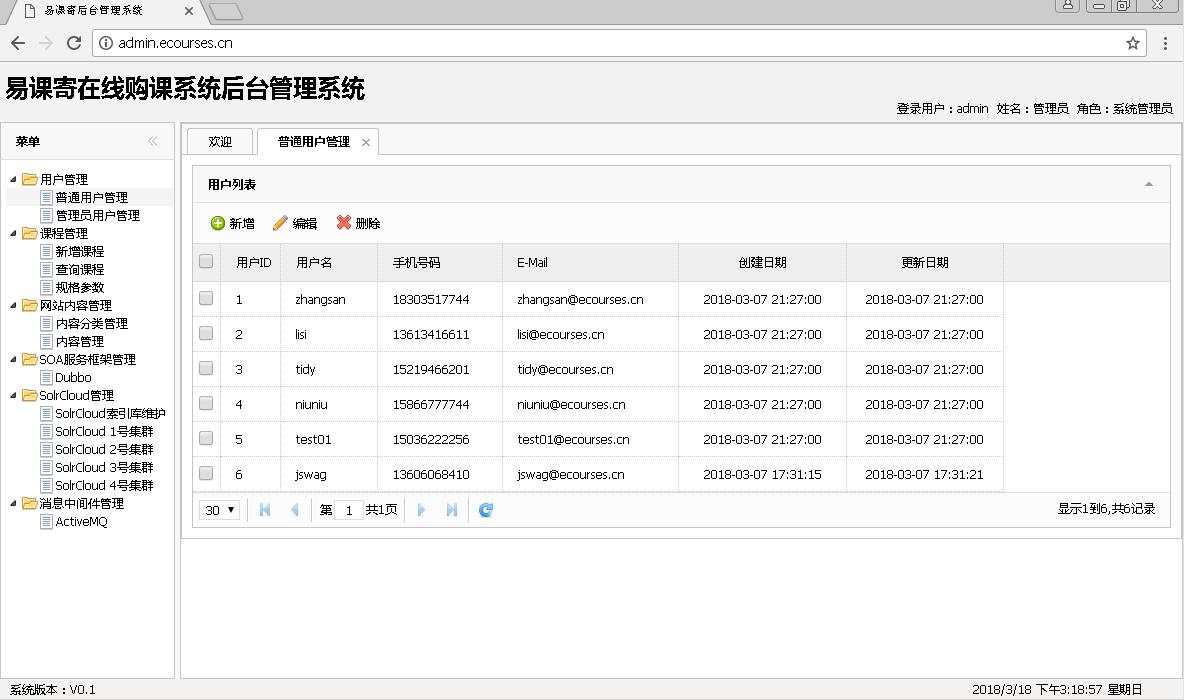 易课寄后台管理系统
admin.ecourses.cn
易课寄在线购课系统后台管理系统
登录用户：admin 姓名：管理员 角色：系统管理员
菜单
用户管理
普通用户管理
管理员用户管理
课程管理
新增课程
查询课程
规格参数
网站内容管理
内容分类管理
内容管理
SOA服务框架管理
Dubbo
SolrCloud管理
SolrCloud索引库维护
SolrCloud 1号集群
SolrCloud 2号集群
SolrCloud 3号集群
SolrCloud 4号集群
消息中间件管理
ActiveMQ
欢迎 普通用户管理
用户列表
新增 编辑 删除
用户ID 用户名 手机号码 E-Mail 创建日期 更新日期
1 zhangsan 18303517744 zhangsan@ecourses.cn 2018-03-07 21:27:00 2018-03-07 21:27:00
2 lisi 13613416611 lisi@ecourses.cn 2018-03-07 21:27:00 2018-03-07 21:27:00
3 tidy 15219466201 tidy@ecourses.cn 2018-03-07 21:27:00 2018-03-07 21:27:00
4 niuniu 15866777744 niuniu@ecourses.cn 2018-03-07 21:27:00 2018-03-07 21:27:00
5 test01 15036222256 test01@ecourses.cn 2018-03-07 21:27:00 2018-03-07 21:27:00
6 jswag 13606068410 jswag@ecourses.cn 2018-03-07 17:31:15 2018-03-07 17:31:21
30 第 1 共1页 显示1到6,共6记录
系统版本：V0.1 2018/3/18 下午3:18:57 星期日